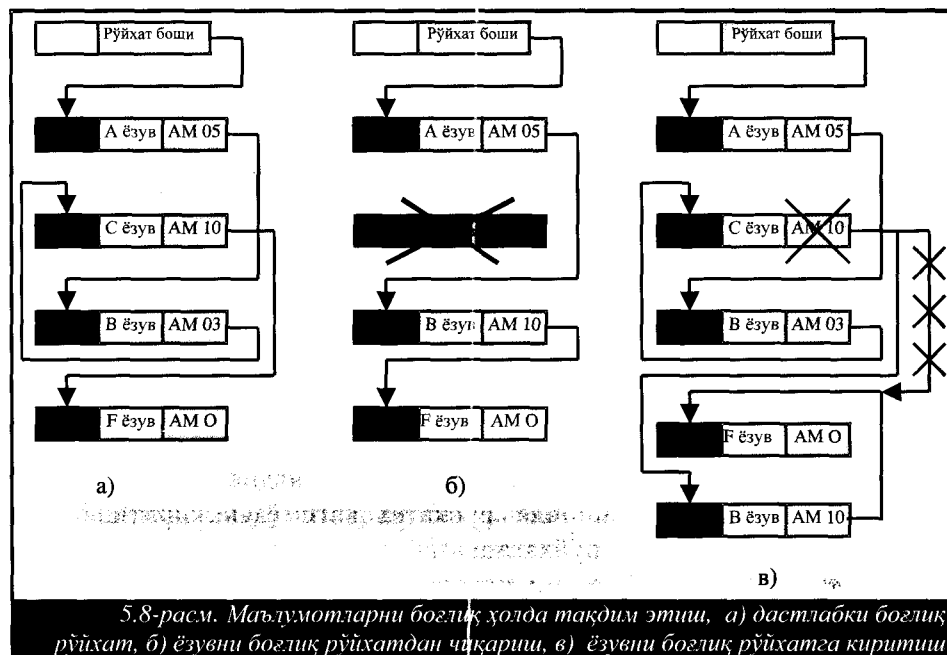 Рўйхат боши Рўйхат боши Рўйхат боши
А ёзув АМ 05 А ёзув АМ 05 А ёзув АМ 05
С ёзув АМ 10 С ёзув АМ 10
В ёзув АМ 03 В ёзув АМ 10 В ёзув АМ 03
F ёзув АМ О F ёзув АМ О F ёзув АМ О
а) б)
В ёзув АМ 10
в)
5.8-расм. Маълумотларни боғлиқ ҳолда тақдим этиш, а) дастлабки боғлиқ
рўйхат, б) ёзувни боғлиқ рўйхатдан чиқариш, в) ёзувни боғлиқ рўйхатга киритиш